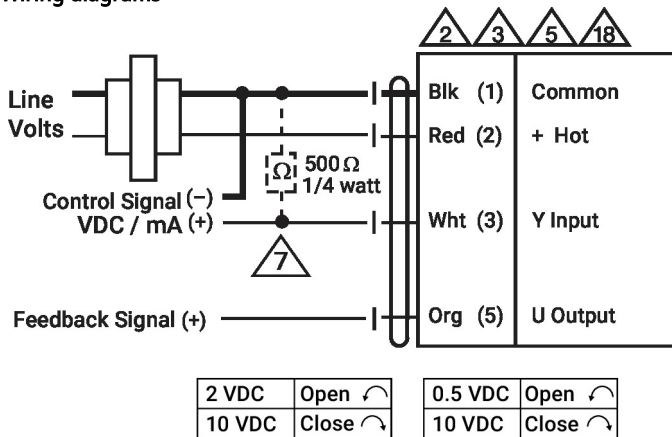 Wiring diagrams
2 3 5 18
Line
Volts
Blk (1) Common
Red (2) + Hot
Ω 500 Ω
1/4 watt
Control Signal (−)
VDC / mA (+)
Wht (3) Y Input
7
Feedback Signal (+)
Org (5) U Output
2 VDC Open
10 VDC Close
0.5 VDC Open
10 VDC Close